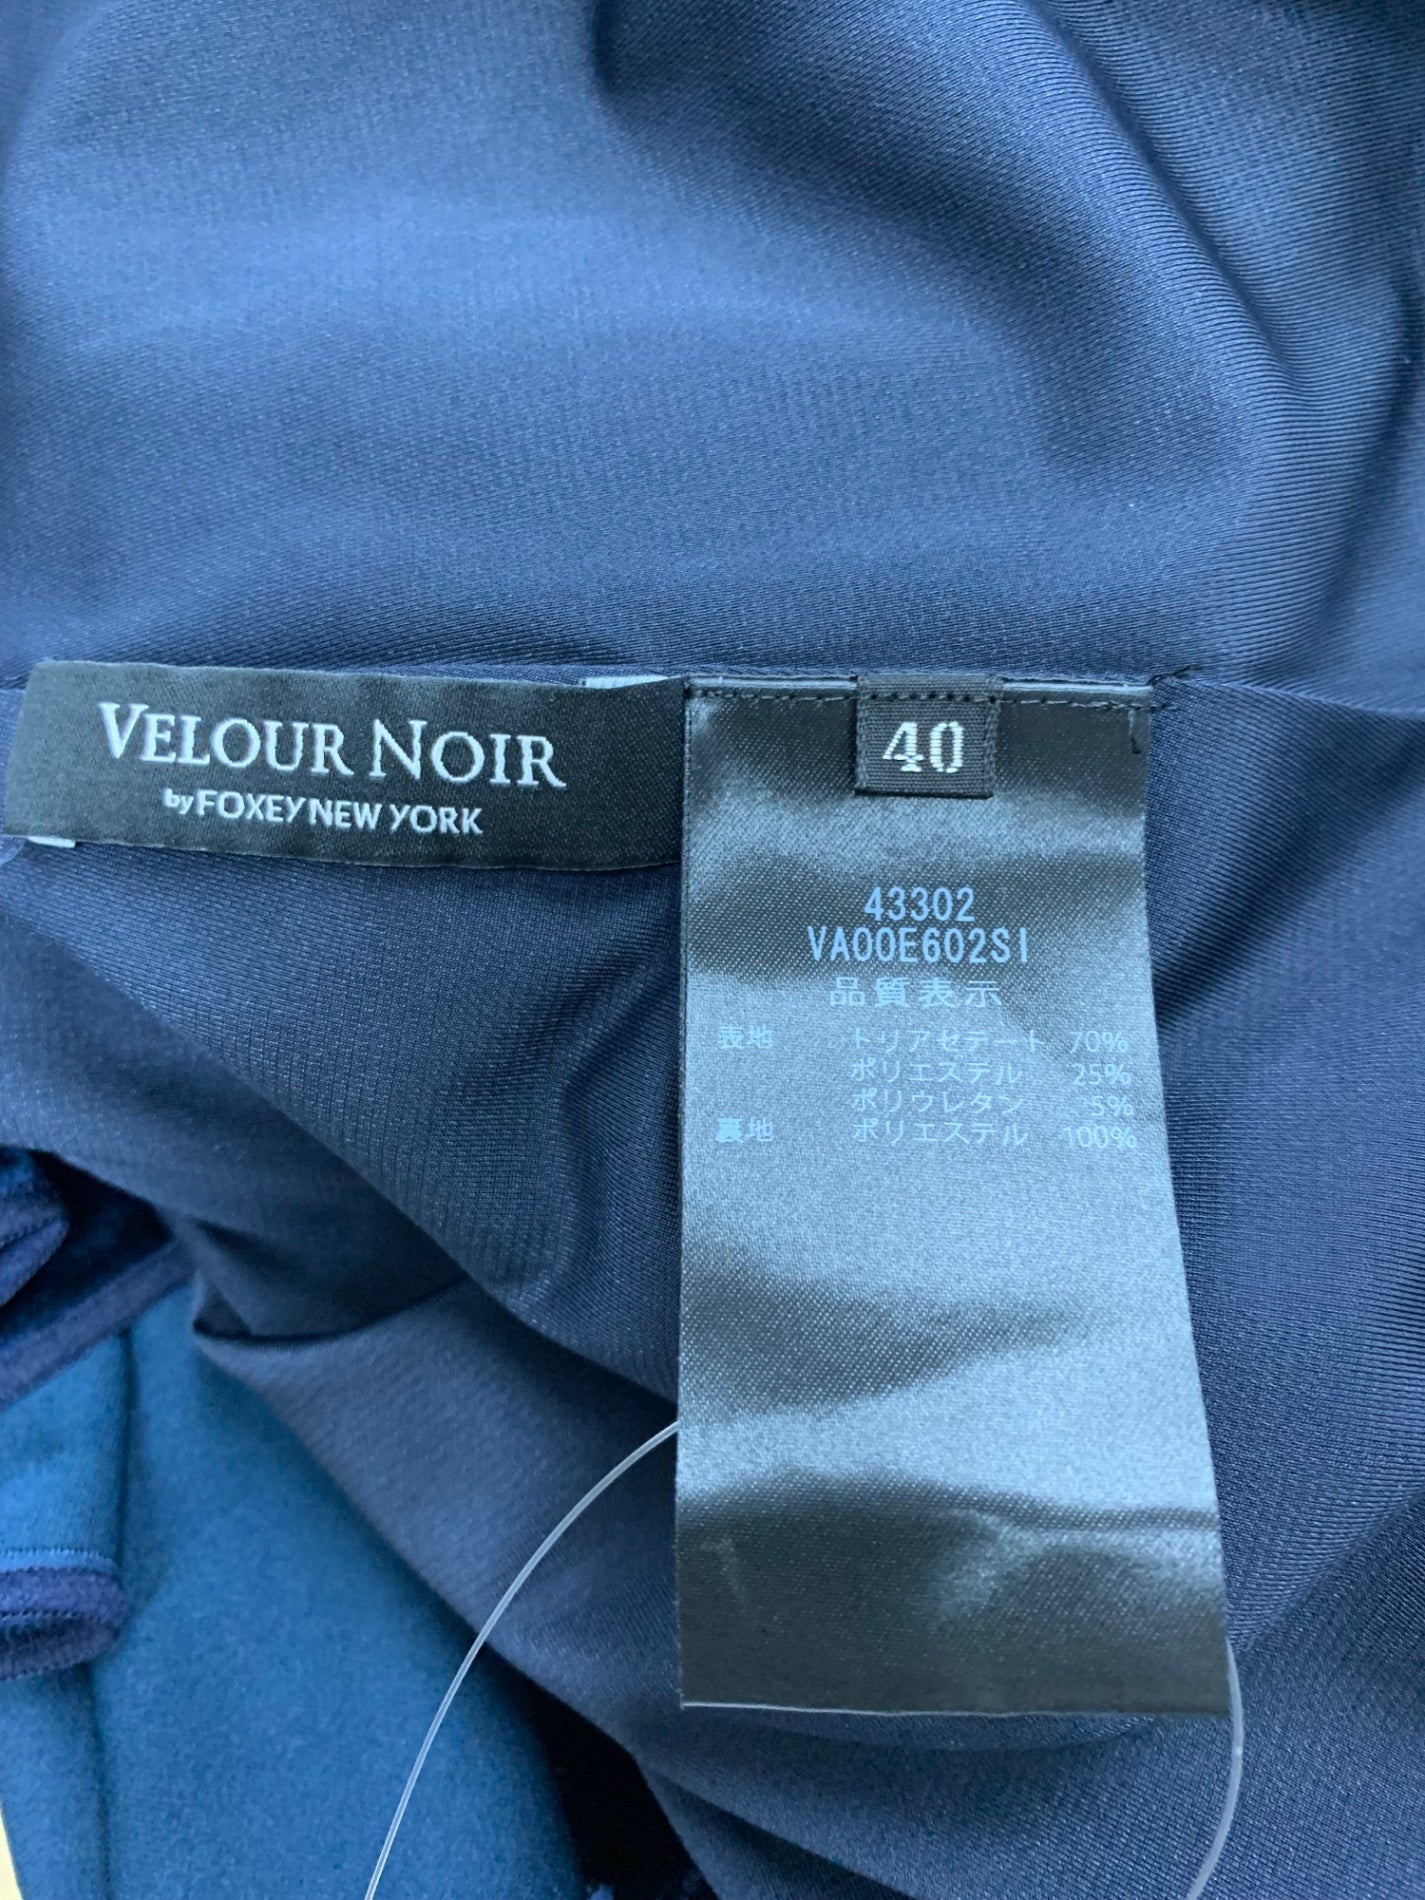 VELOUR NOIR
by FOXEY NEW YORK
40
43302
VA00E602SI
品質表示
表地 トリアセテート 70%
ポリエステル 25%
ポリウレタン 5%
裏地 ポリエステル 100%